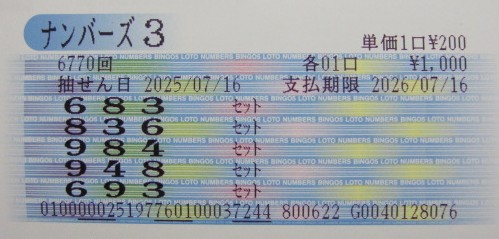 ナンバーズ3
単価1口¥200
6770回 各01口 ¥1,000
抽せん日 2025/07/16 支払期限 2026/07/16
683 セット
836 セット
984 セット
948 セット
693 セット
01000002519776010003​7244 800622 G0040128076